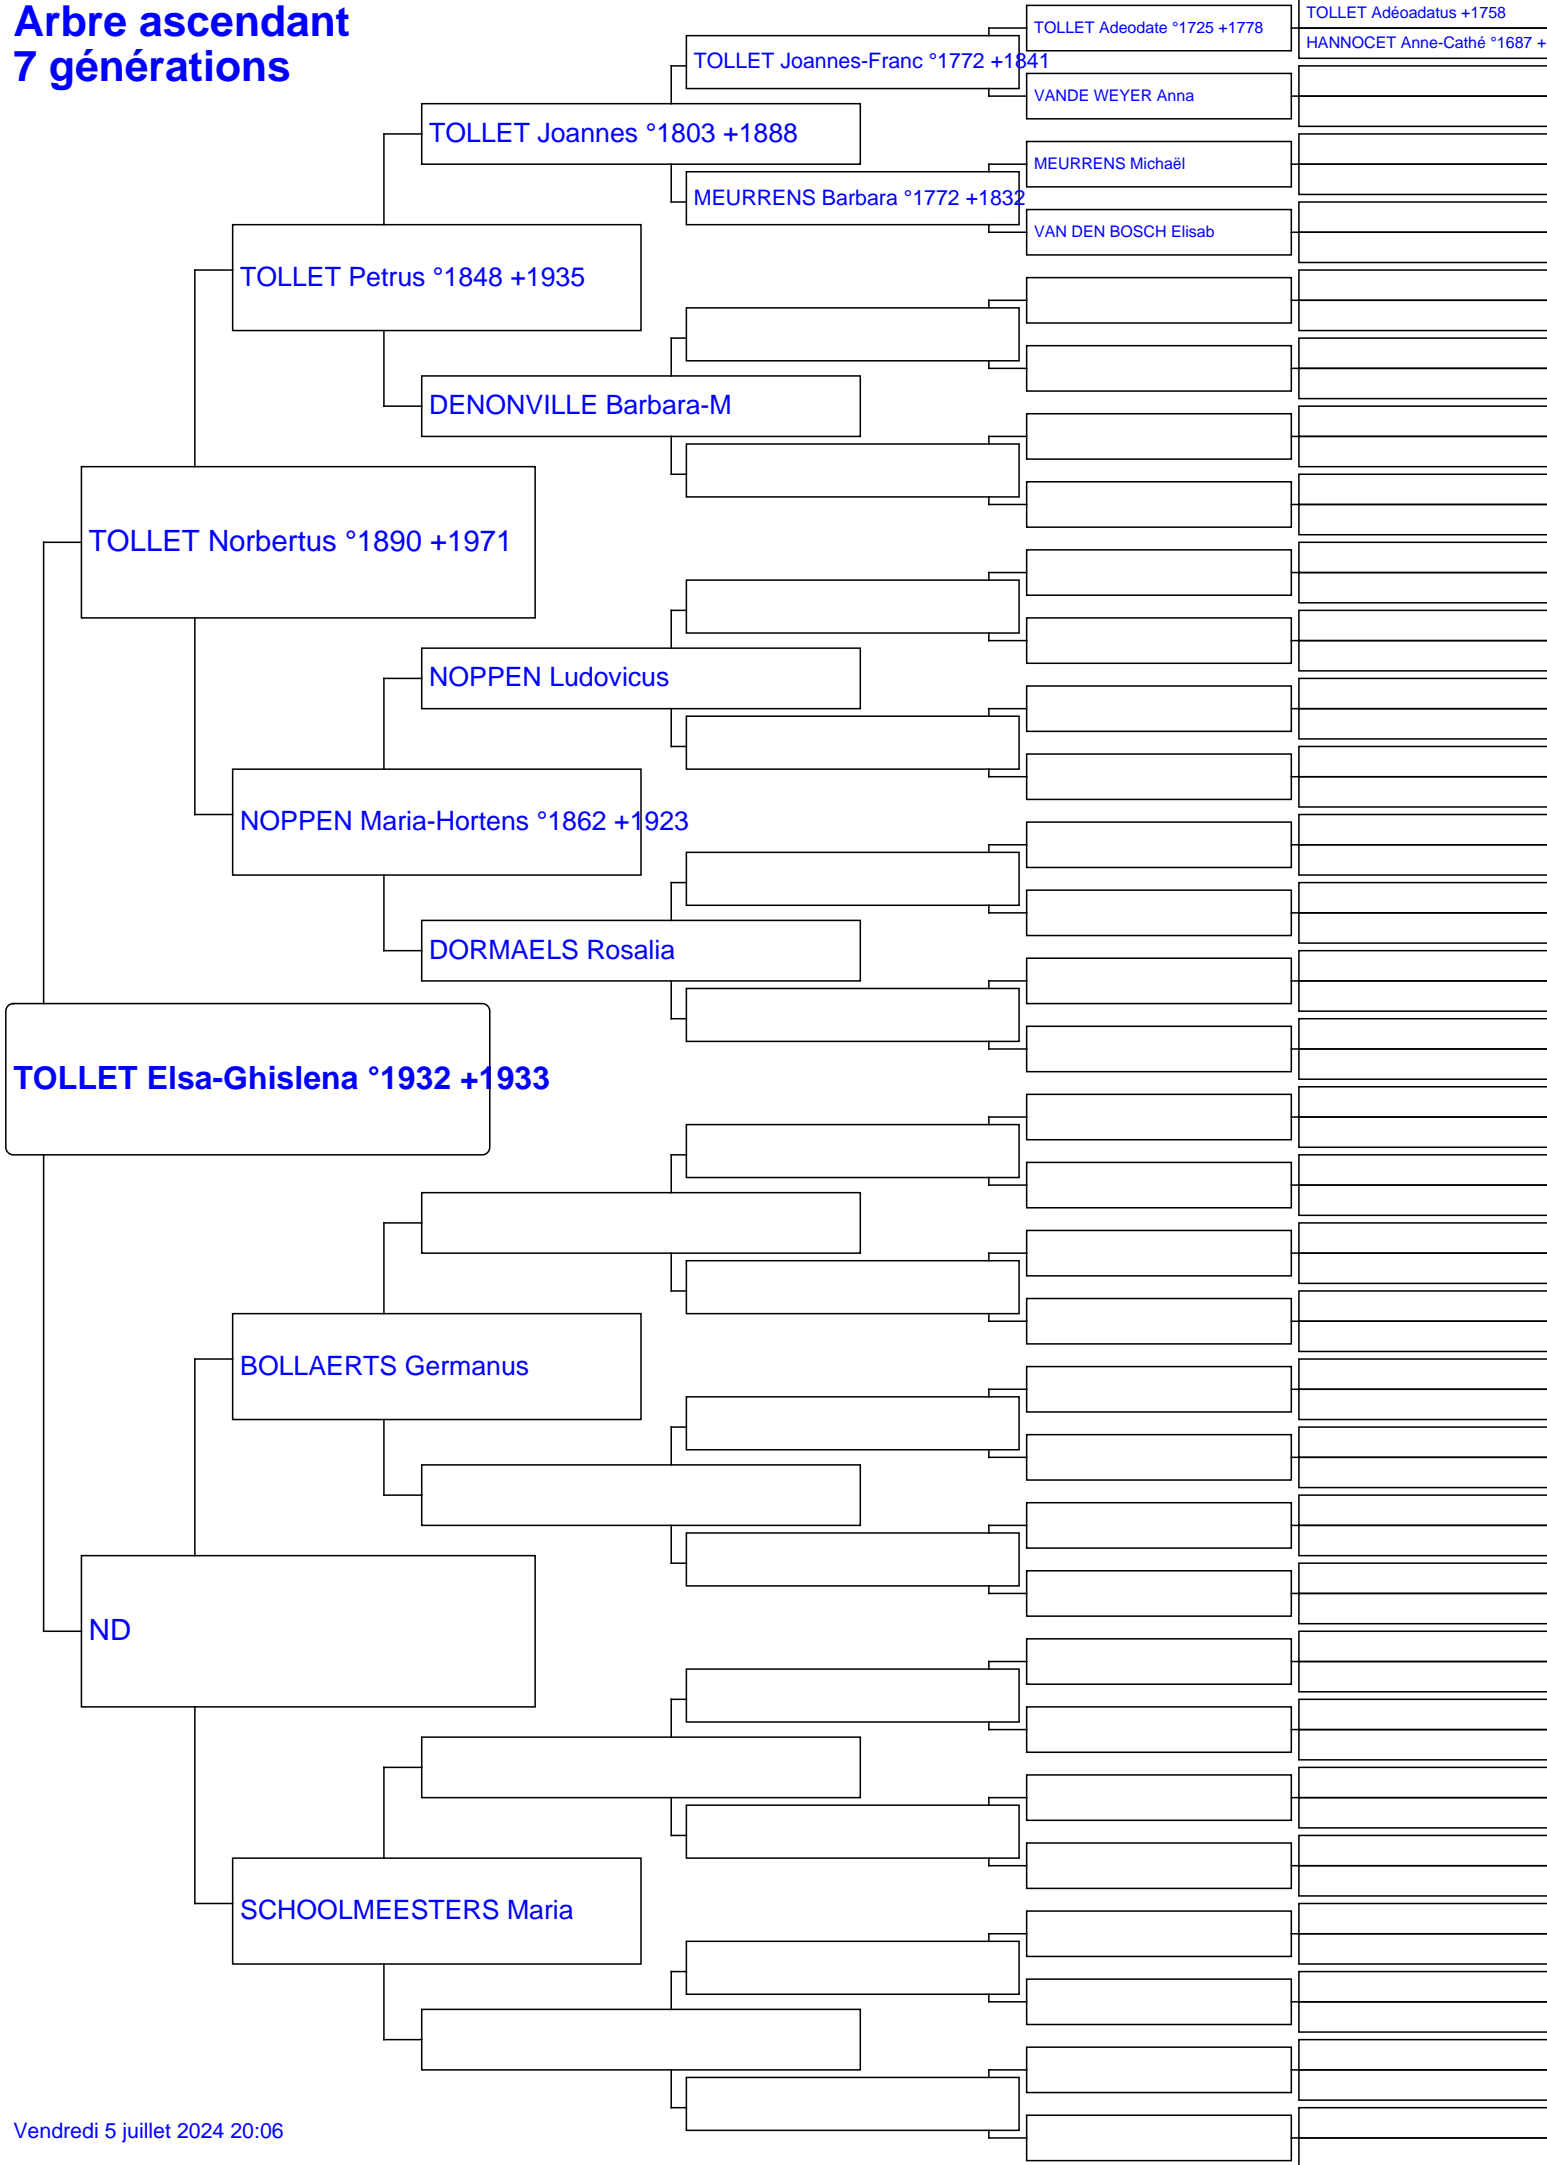 Arbre ascendant
7 générations
TOLLET Adéoadatus +1758
TOLLET Adeodate °1725 +1778
HANNOCET Anne-Cathé °1687 +
TOLLET Joannes-Franc °1772 +1841
VANDE WEYER Anna
TOLLET Joannes °1803 +1888
MEURRENS Michaël
MEURRENS Barbara °1772 +1832
VAN DEN BOSCH Elisab
TOLLET Petrus °1848 +1935
DENONVILLE Barbara-M
TOLLET Norbertus °1890 +1971
NOPPEN Ludovicus
NOPPEN Maria-Hortens °1862 +1923
DORMAELS Rosalia
TOLLET Elsa-Ghislena °1932 +1933
BOLLAERTS Germanus
ND
SCHOOLMEESTERS Maria
Vendredi 5 juillet 2024 20:06